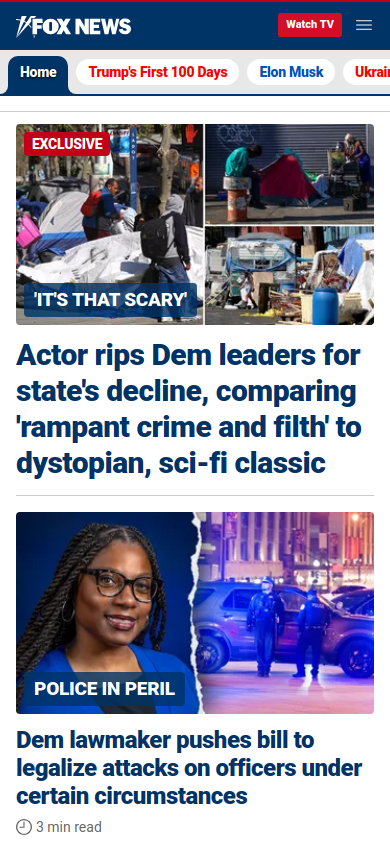 FOX NEWS
Watch TV
Home
Trump's First 100 Days
Elon Musk
Ukrai
EXCLUSIVE
'IT'S THAT SCARY'
Actor rips Dem leaders for
state's decline, comparing
'rampant crime and filth' to
dystopian, sci-fi classic
POLICE IN PERIL
Dem lawmaker pushes bill to
legalize attacks on officers under
certain circumstances
3 min read